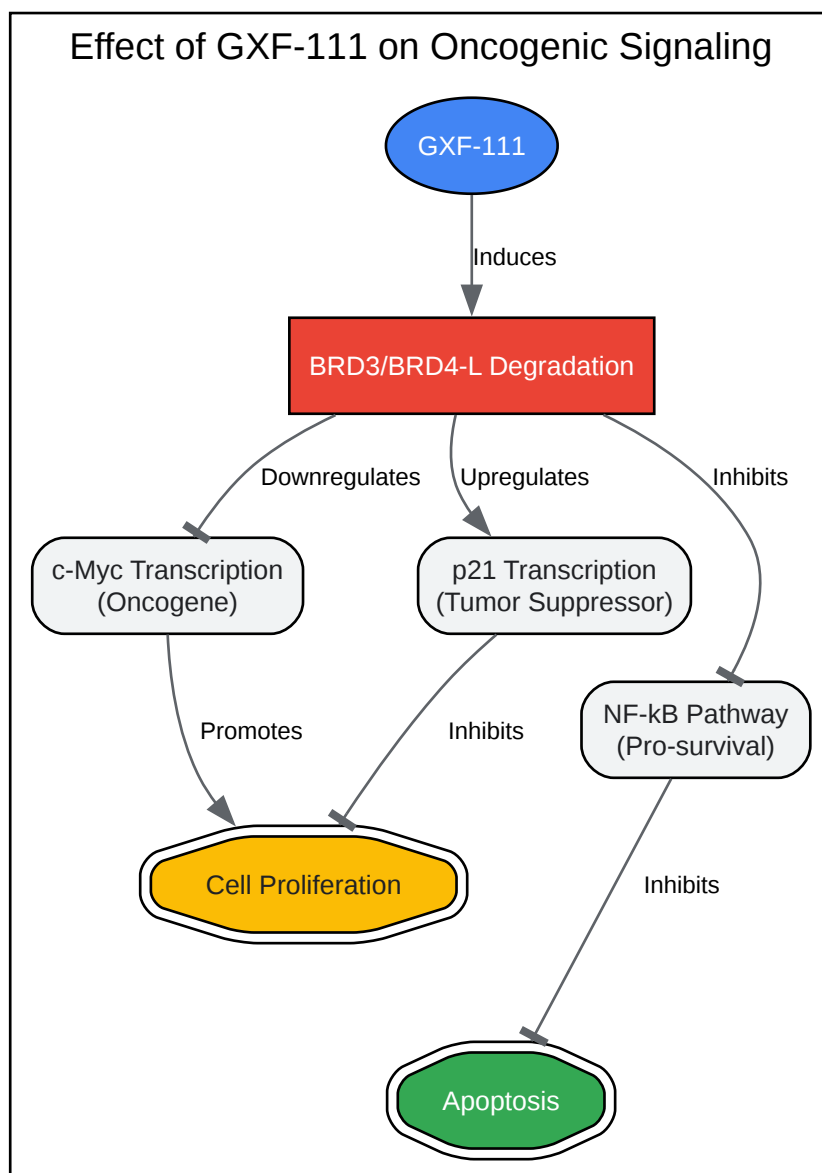 Effect of GXF-111 on Oncogenic Signaling
GXF-111
Induces
BRD3/BRD4-L Degradation
Downregulates
Upregulates
Inhibits
c-Myc Transcription
(Oncogene)
p21 Transcription
(Tumor Suppressor)
NF-kB Pathway
(Pro-survival)
Promotes
Inhibits
Cell Proliferation
Inhibits
Apoptosis